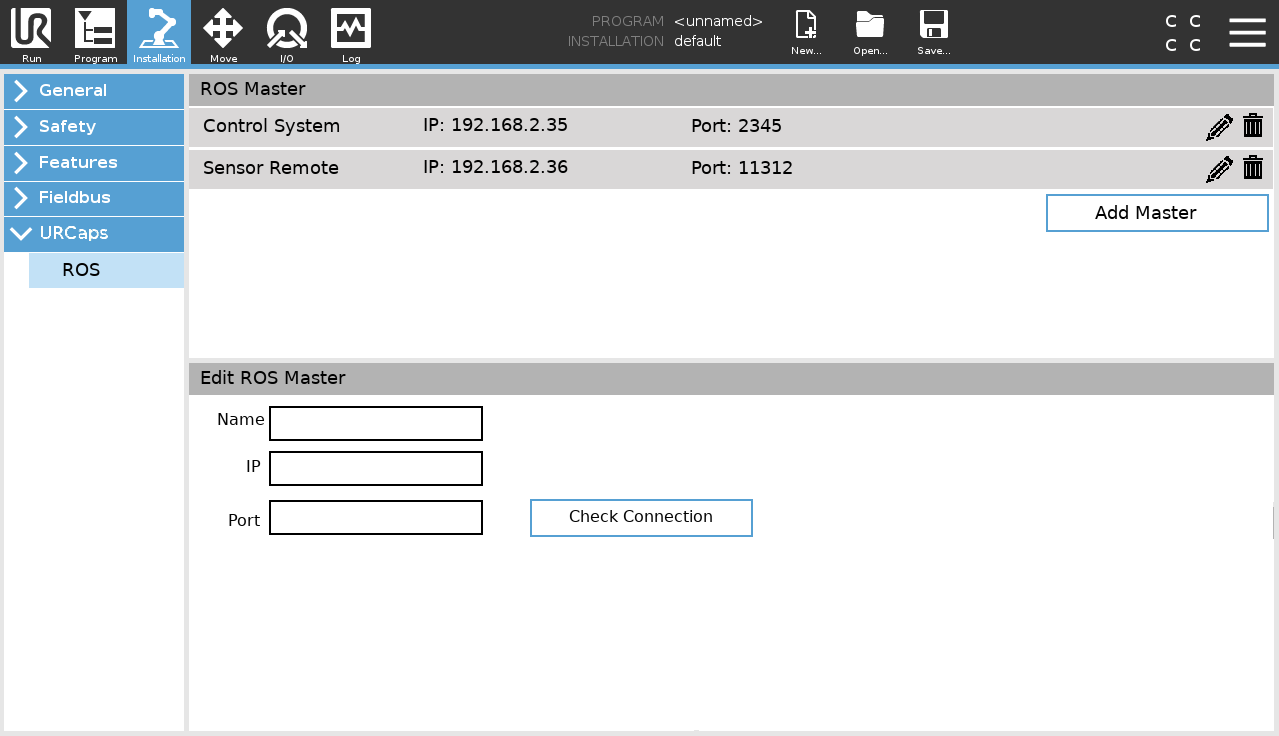 UR
Run
Program
Installation
Move
I/O
Log
PROGRAM <unnamed>
INSTALLATION default
New...
Open...
Save...
C C
C C
General
Safety
Features
Fieldbus
URCaps
ROS
ROS Master
Control System IP: 192.168.2.35 Port: 2345
Sensor Remote IP: 192.168.2.36 Port: 11312
Add Master
Edit ROS Master
Name
IP
Port
Check Connection